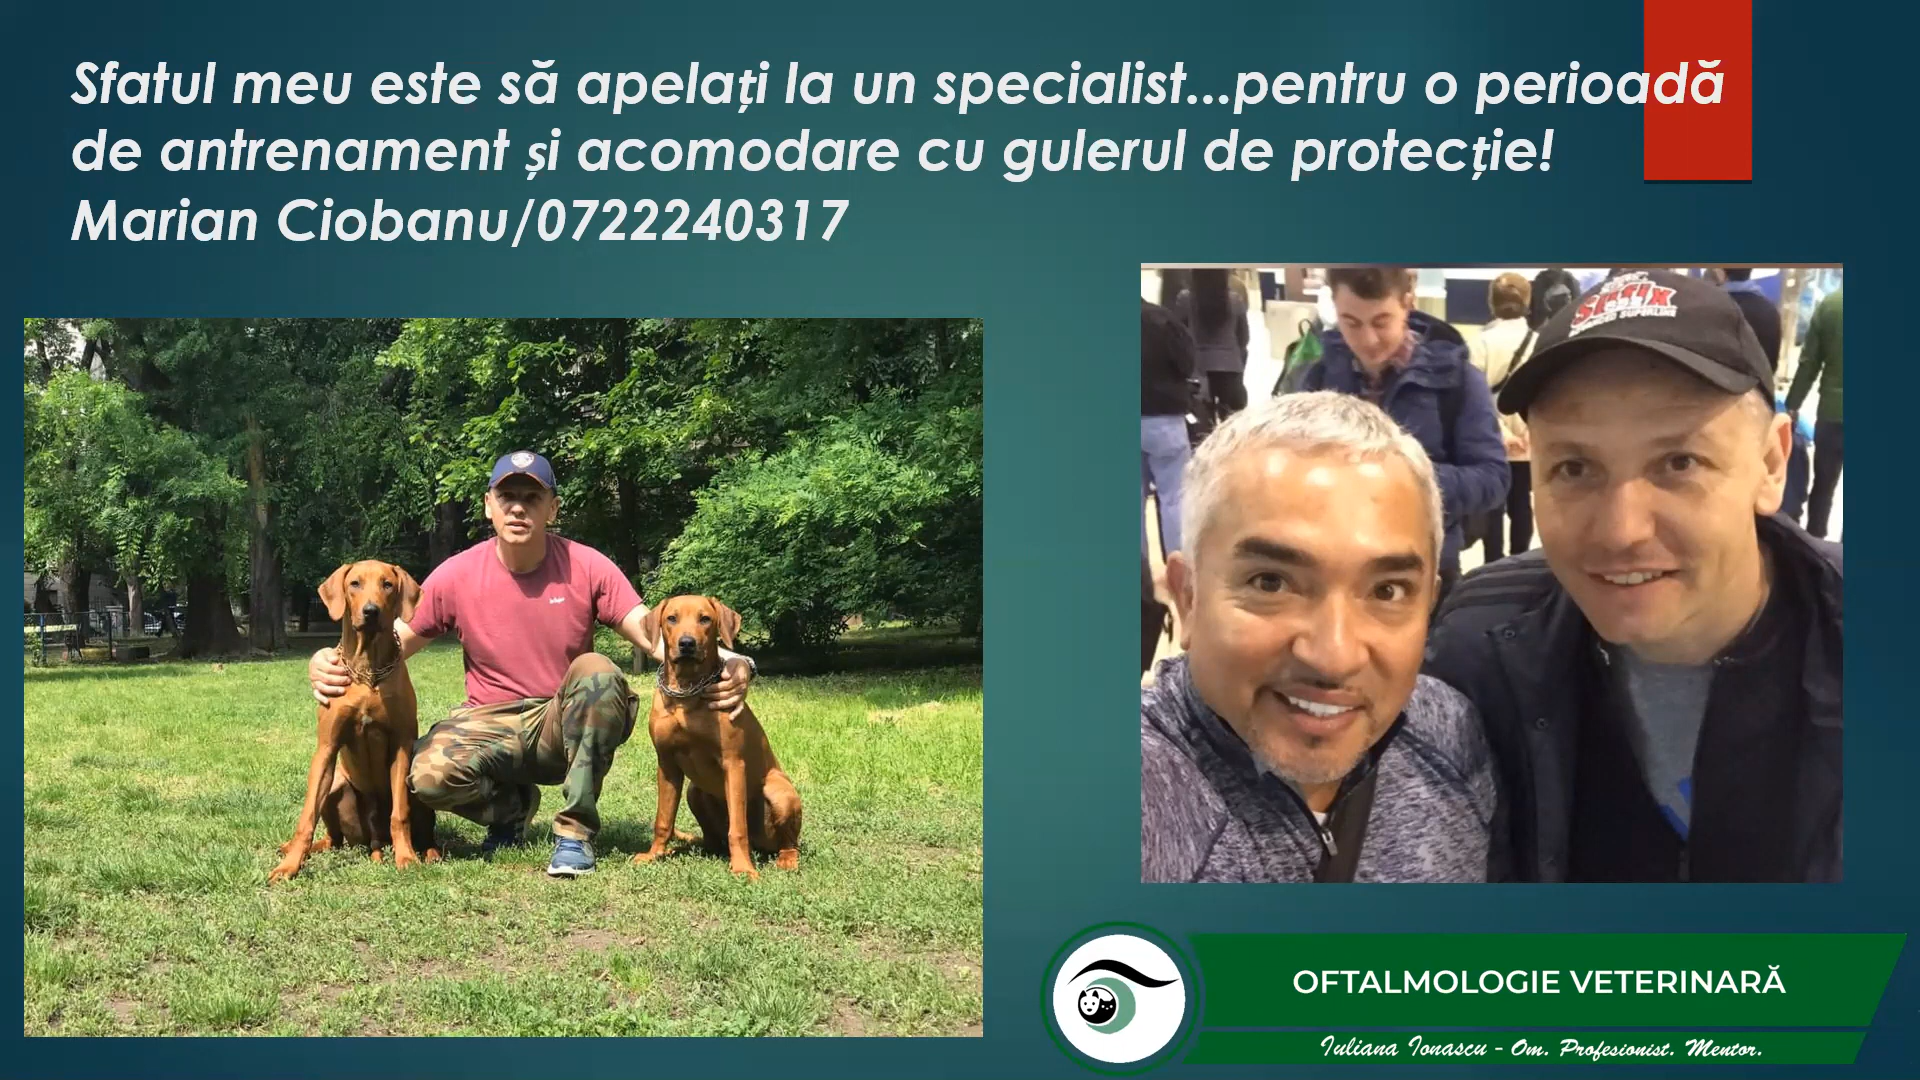 Sfatul meu este să apelați la un specialist...pentru o perioadă
de antrenament și acomodare cu gulerul de protecție!
Marian Ciobanu/0722240317
OFTALMOLOGIE VETERINARĂ
Iuliana Ionascu - Om. Profesionist. Mentor.